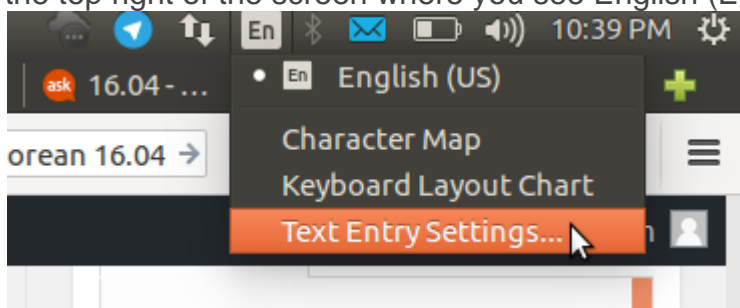 the top right of the screen where you see English (E
En 10:39 PM
ask 16.04 - ...
En English (US)
orean 16.04 →
Character Map
Keyboard Layout Chart
Text Entry Settings...